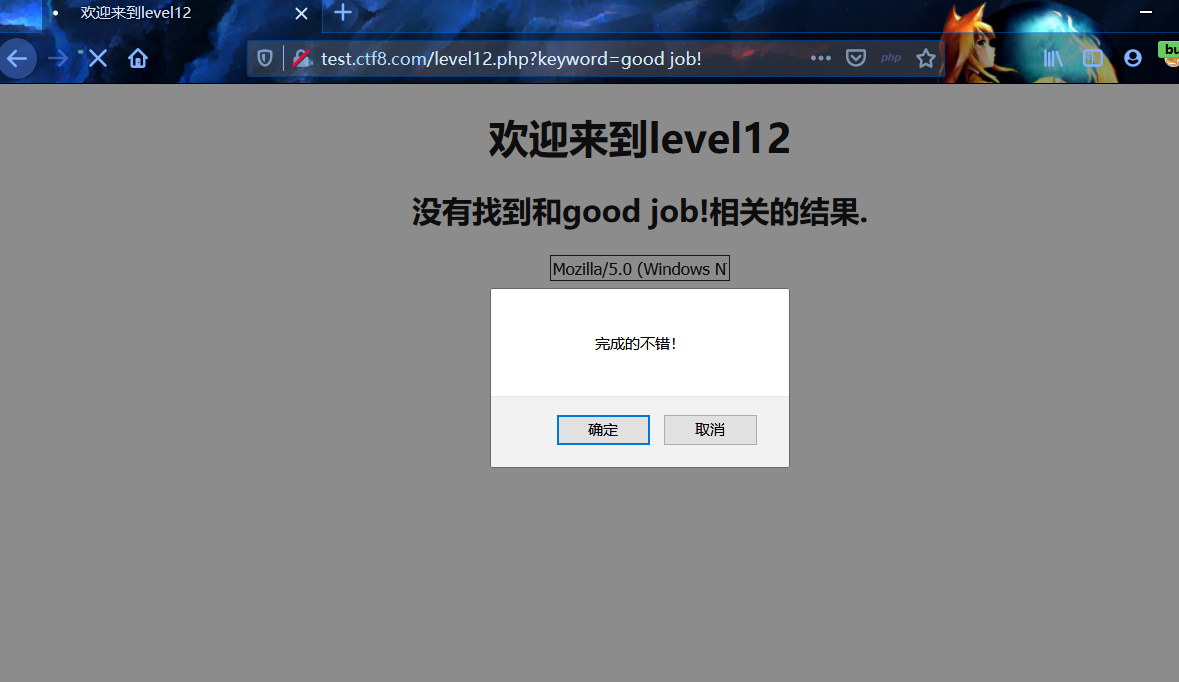 欢迎来到level12
test.ctf8.com/level12.php?keyword=good job!
php
bu
欢迎来到level12
没有找到和good job!相关的结果.
Mozilla/5.0 (Windows N
完成的不错!
确定
取消